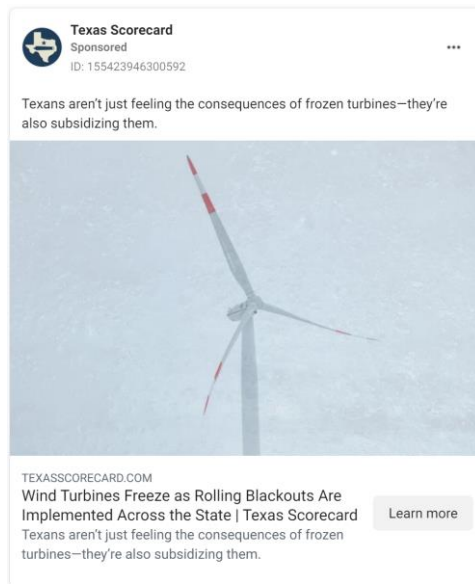 Texas Scorecard
Sponsored
ID: 155423946300592
Texans aren't just feeling the consequences of frozen turbines—they're
also subsidizing them.
TEXASSCORECARD.COM
Wind Turbines Freeze as Rolling Blackouts Are
Implemented Across the State | Texas Scorecard
Texans aren't just feeling the consequences of frozen
turbines—they're also subsidizing them.
Learn more